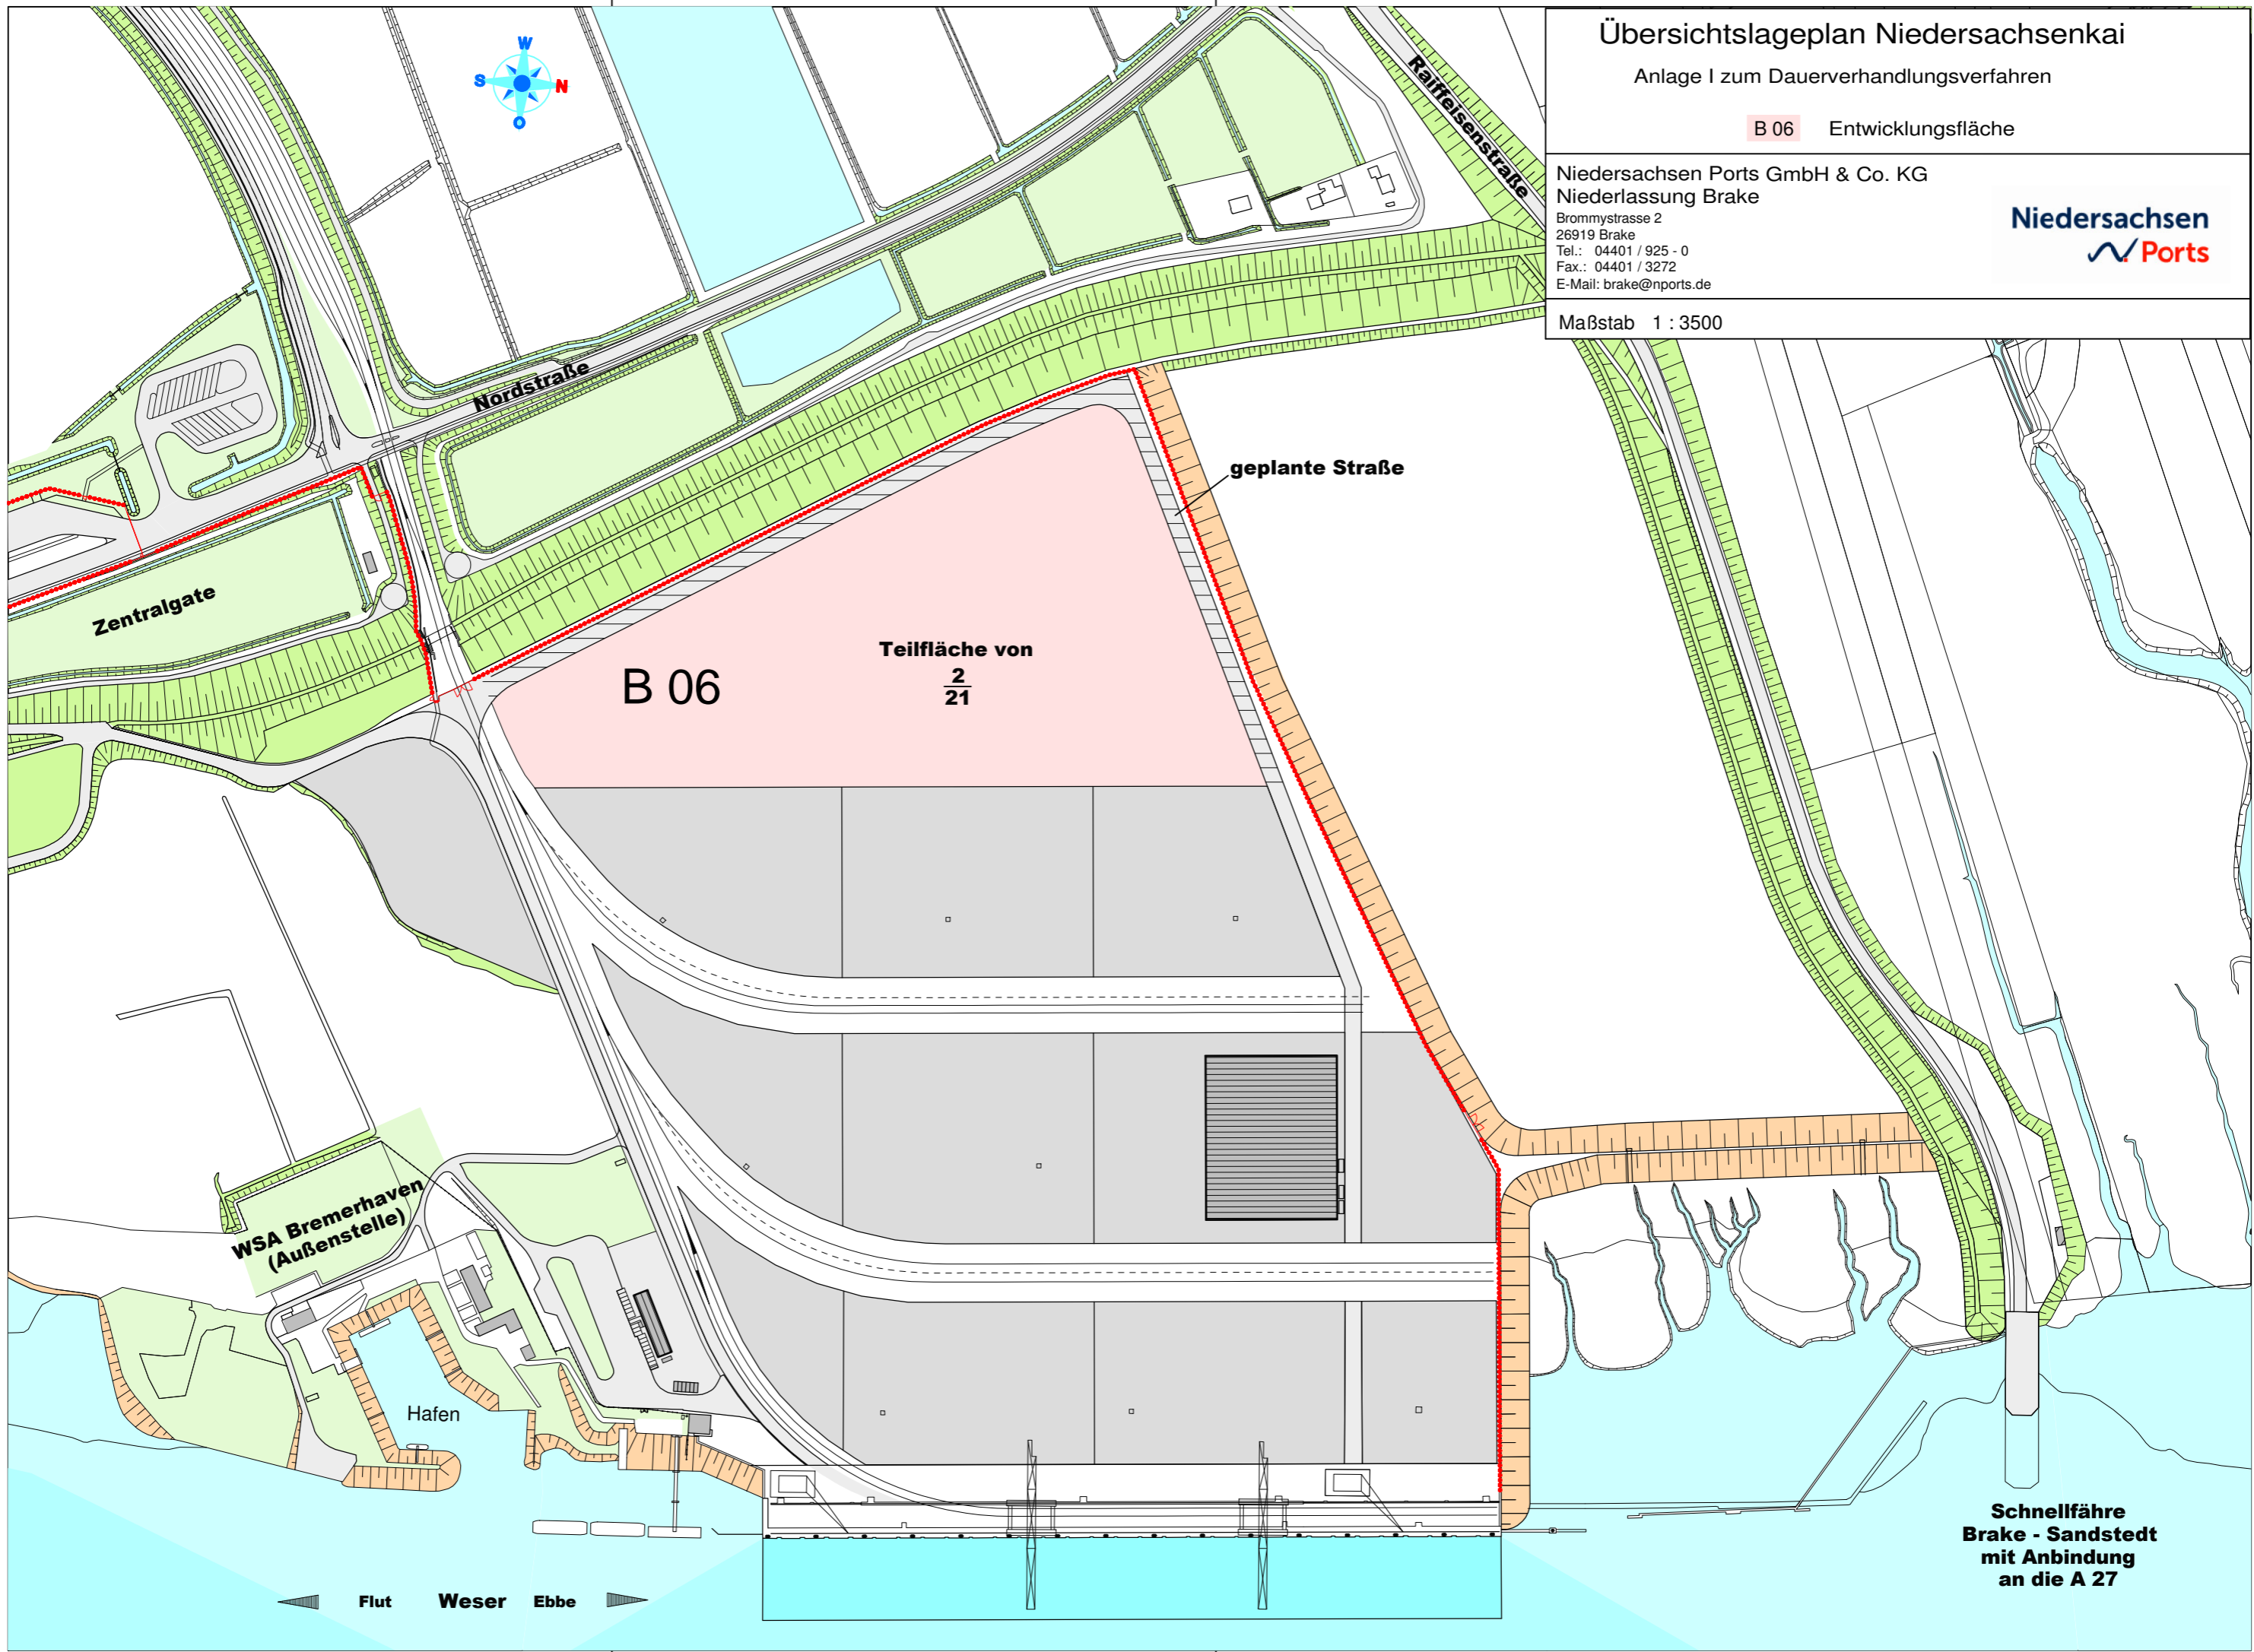 Übersichtslageplan Niedersachsenkai
Anlage I zum Dauerverhandlungsverfahren
B 06 Entwicklungsfläche
Niedersachsen Ports GmbH & Co. KG
Niederlassung Brake
Brommystrasse 2
26919 Brake
Tel.: 04401 / 925 - 0
Fax.: 04401 / 3272
E-Mail: brake@nports.de
Niedersachsen
Ports
Maßstab 1 : 3500
W
S
N
O
Raiffeisenstraße
Nordstraße
geplante Straße
Zentralgate
B 06
Teilfläche von
2
21
WSA Bremerhaven
(Außenstelle)
Hafen
Flut Weser Ebbe
Schnellfähre
Brake - Sandstedt
mit Anbindung
an die A 27